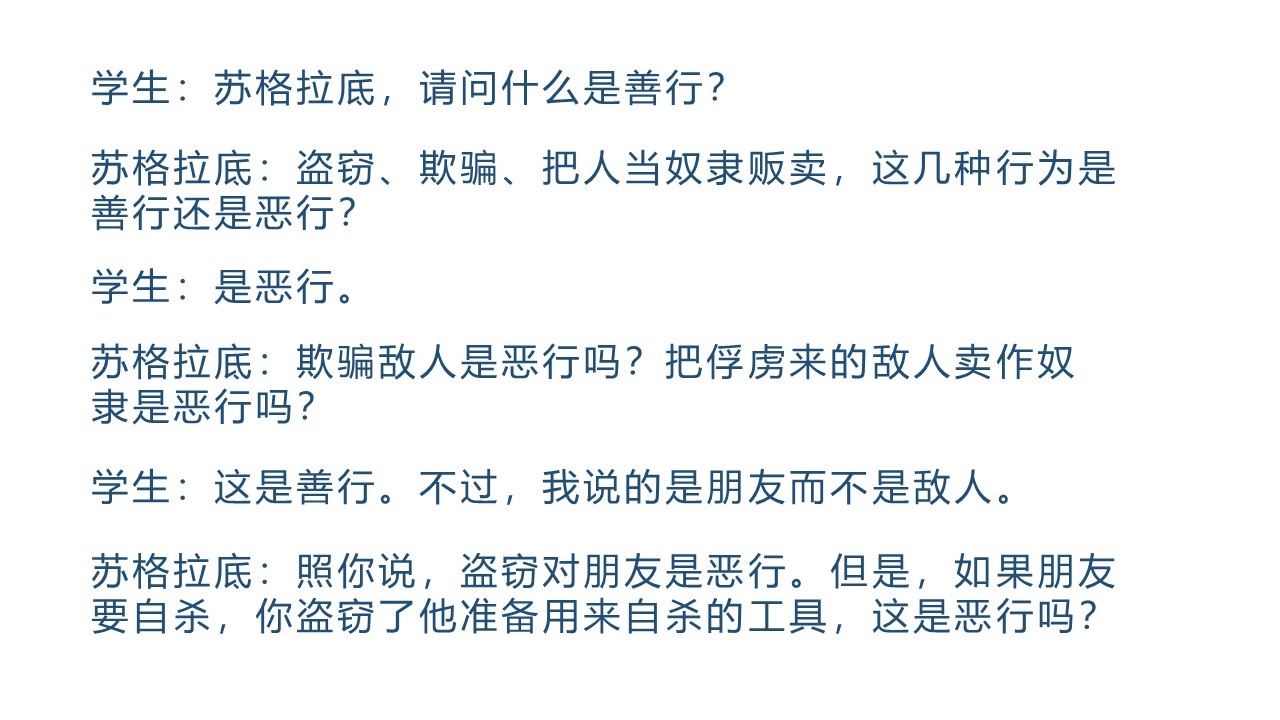 学生：苏格拉底，请问什么是善行？
苏格拉底：盗窃、欺骗、把人当奴隶贩卖，这几种行为是
善行还是恶行？
学生：是恶行。
苏格拉底：欺骗敌人是恶行吗？把俘虏来的敌人卖作奴
隶是恶行吗？
学生：这是善行。不过，我说的是朋友而不是敌人。
苏格拉底：照你说，盗窃对朋友是恶行。但是，如果朋友
要自杀，你盗窃了他准备用来自杀的工具，这是恶行吗？